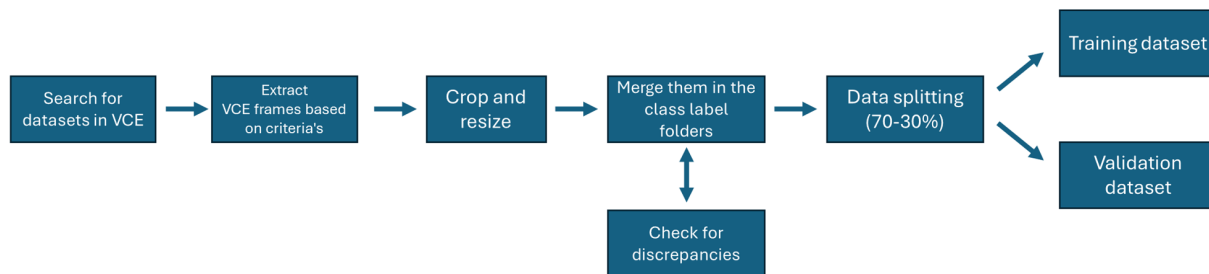 Search for
datasets in VCE
Extract
VCE frames based
on criteria's
Crop and
resize
Merge them in the
class label
folders
Check for
discrepancies
Data splitting
(70-30%)
Training dataset
Validation
dataset